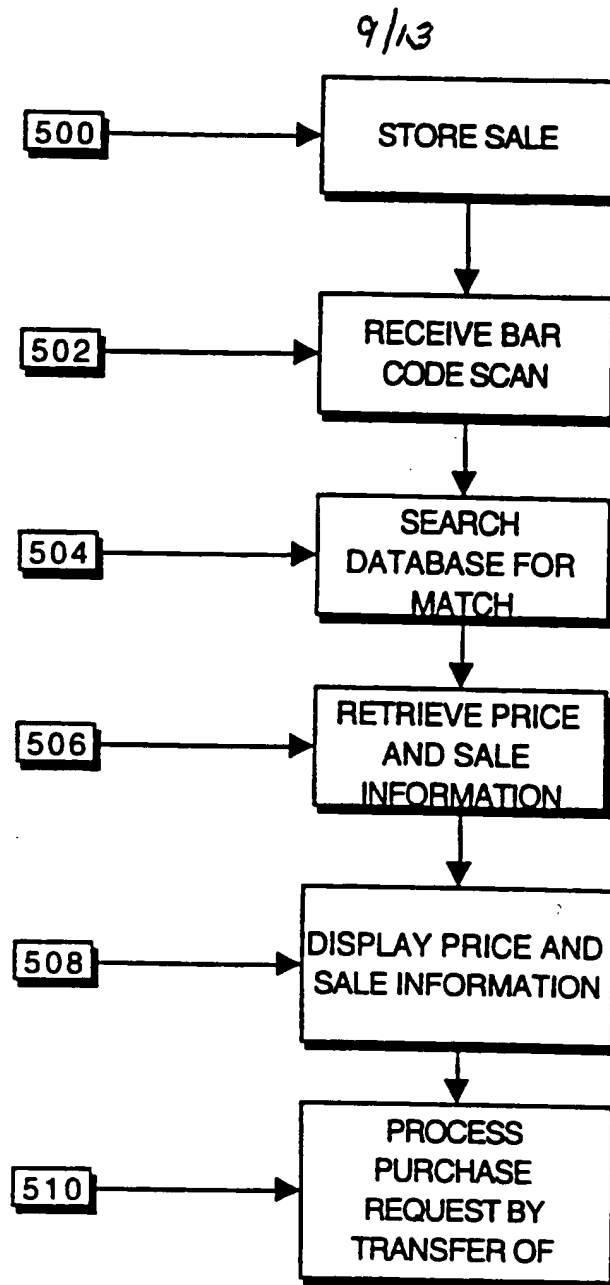 9/13
500
STORE SALE
502
RECEIVE BAR
CODE SCAN
504
SEARCH
DATABASE FOR
MATCH
506
RETRIEVE PRICE
AND SALE
INFORMATION
508
DISPLAY PRICE AND
SALE INFORMATION
510
PROCESS
PURCHASE
REQUEST BY
TRANSFER OF